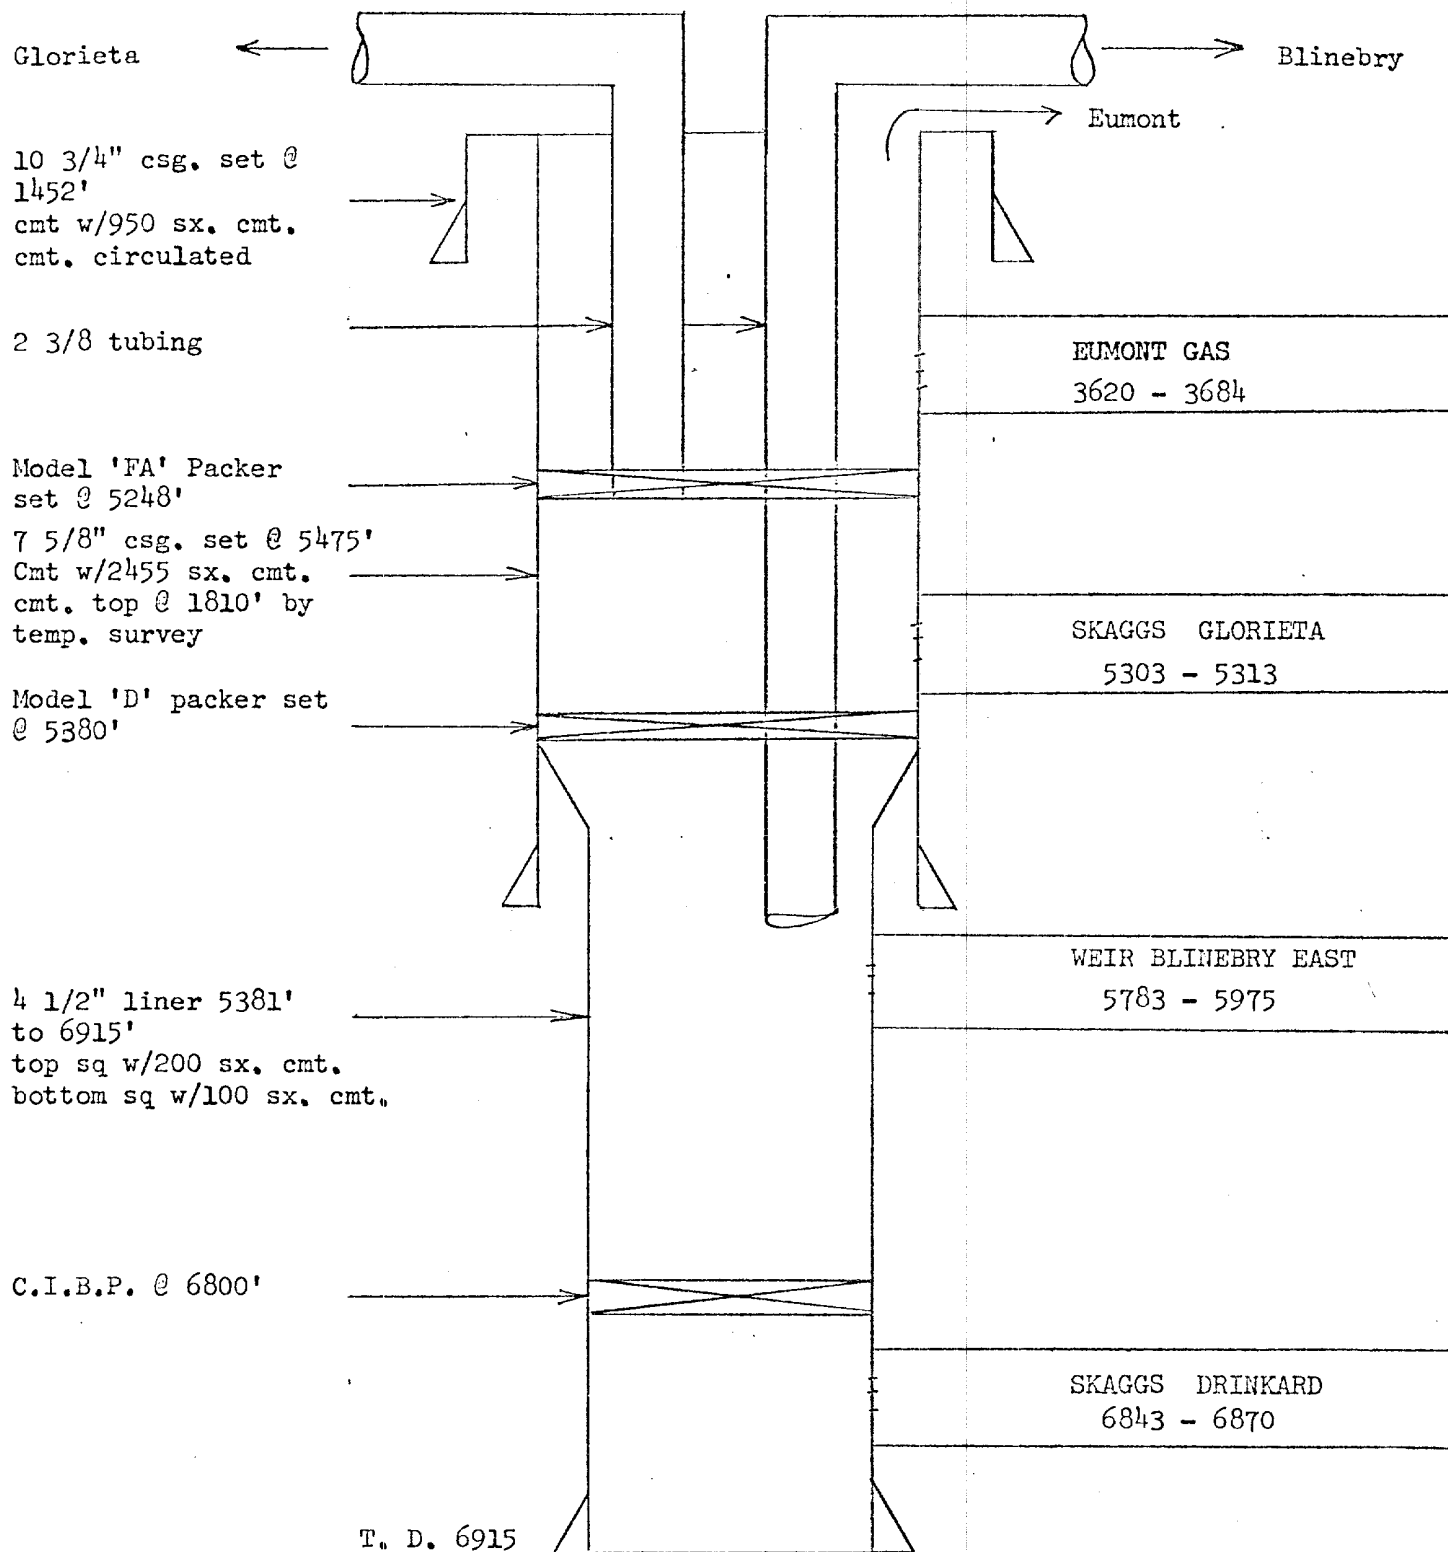 Glorieta
Blinebry
Eumont
10 3/4" csg. set @
1452'
cmt w/950 sx. cmt.
cmt. circulated
2 3/8 tubing
EUMONT GAS
3620 - 3684
Model 'FA' Packer
set @ 5248'
7 5/8" csg. set @ 5475'
Cmt w/2455 sx. cmt.
cmt. top @ 1810' by
temp. survey
SKAGGS GLORIETA
5303 - 5313
Model 'D' packer set
@ 5380'
WEIR BLINEBRY EAST
5783 - 5975
4 1/2" liner 5381'
to 6915'
top sq w/200 sx. cmt.
bottom sq w/100 sx. cmt.
C.I.B.P. @ 6800'
SKAGGS DRINKARD
6843 - 6870
T. D. 6915